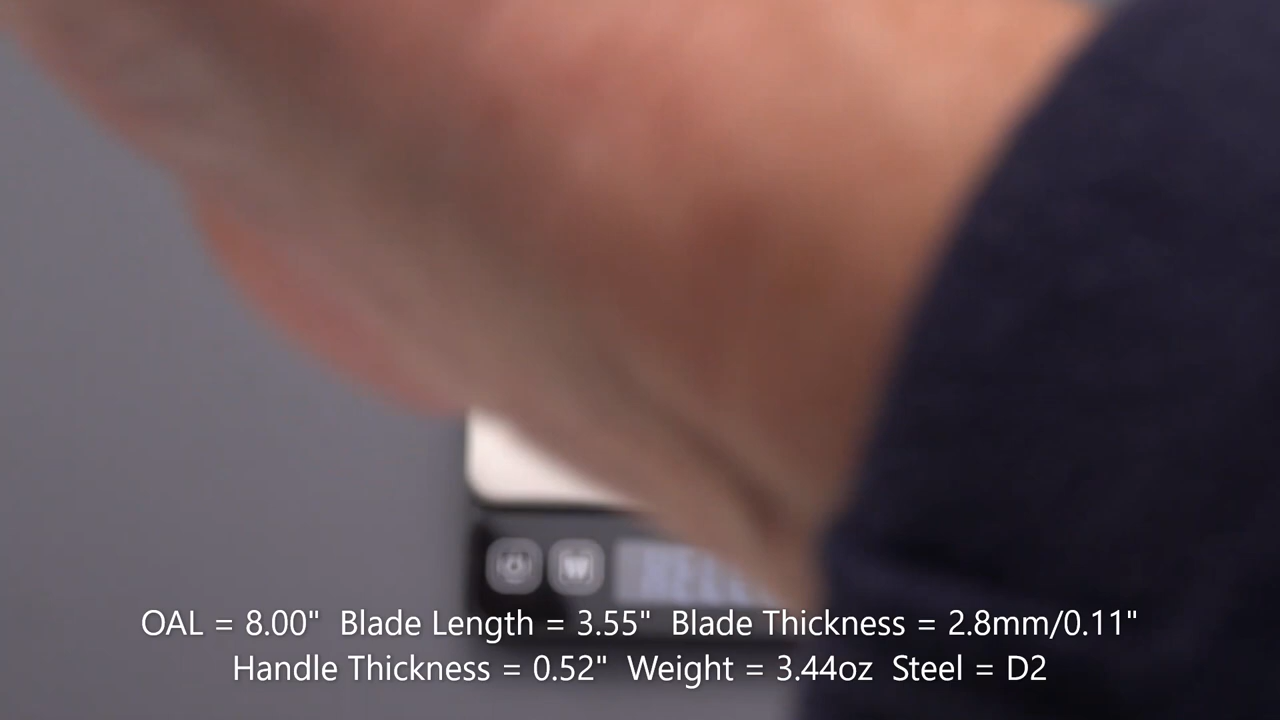 OAL = 8.00" Blade Length = 3.55" Blade Thickness = 2.8mm/0.11"
Handle Thickness = 0.52" Weight = 3.44oz Steel = D2